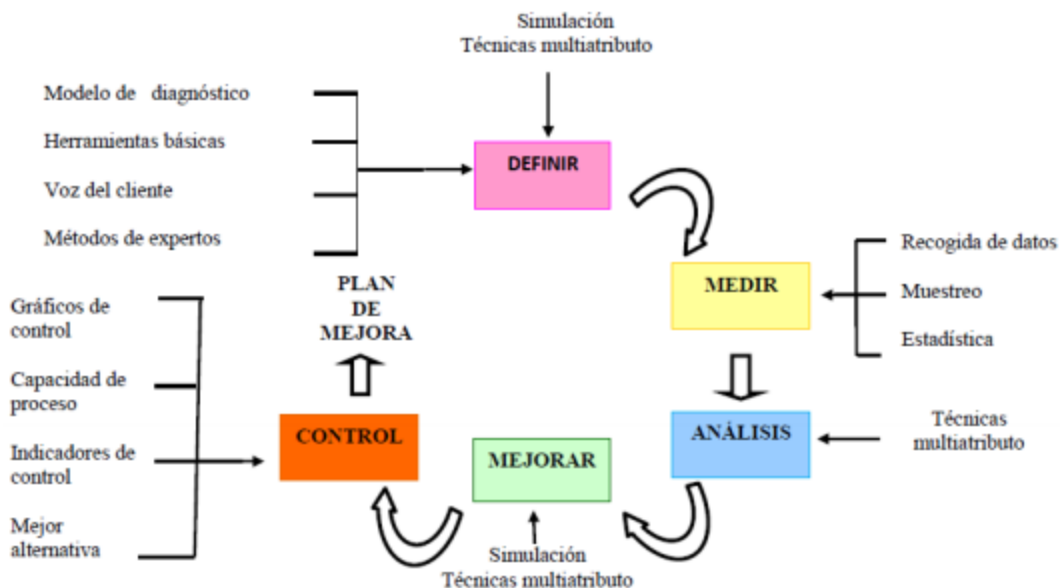 Simulación
Técnicas multiatributo
Modelo de diagnóstico
Herramientas básicas
Voz del cliente
Métodos de expertos
DEFINIR
MEDIR
Recogida de datos
Muestreo
Estadística
ANÁLISIS
Técnicas
multiatributo
MEJORAR
Simulación
Técnicas multiatributo
CONTROL
Gráficos de
control
Capacidad de
proceso
Indicadores de
control
Mejor
alternativa
PLAN
DE
MEJORA